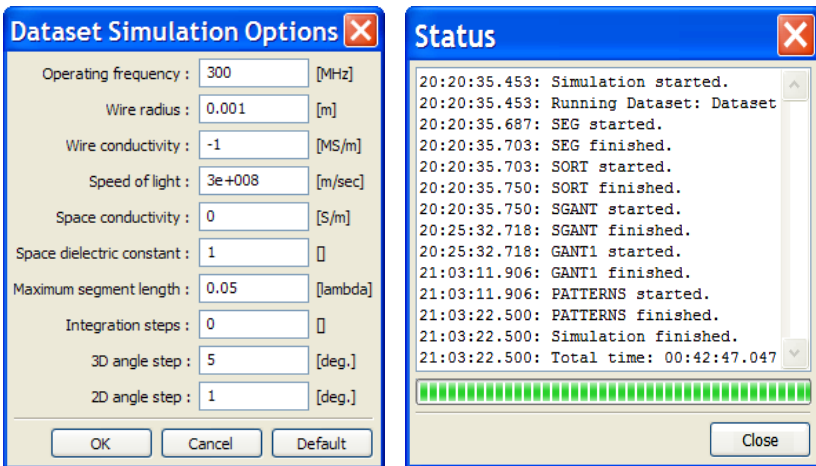 Dataset Simulation Options
Operating frequency : 300 [MHz]
Wire radius : 0.001 [m]
Wire conductivity : -1 [MS/m]
Speed of light : 3e+008 [m/sec]
Space conductivity : 0 [S/m]
Space dielectric constant : 1 []
Maximum segment length : 0.05 [lambda]
Integration steps : 0 []
3D angle step : 5 [deg.]
2D angle step : 1 [deg.]
OK Cancel Default
Status
20:20:35.453: Simulation started.
20:20:35.453: Running Dataset: Dataset
20:20:35.687: SEG started.
20:20:35.703: SEG finished.
20:20:35.703: SORT started.
20:20:35.750: SORT finished.
20:20:35.750: SGANT started.
20:25:32.718: SGANT finished.
20:25:32.718: GANT1 started.
21:03:11.906: GANT1 finished.
21:03:11.906: PATTERNS started.
21:03:22.500: PATTERNS finished.
21:03:22.500: Simulation finished.
21:03:22.500: Total time: 00:42:47.047
Close